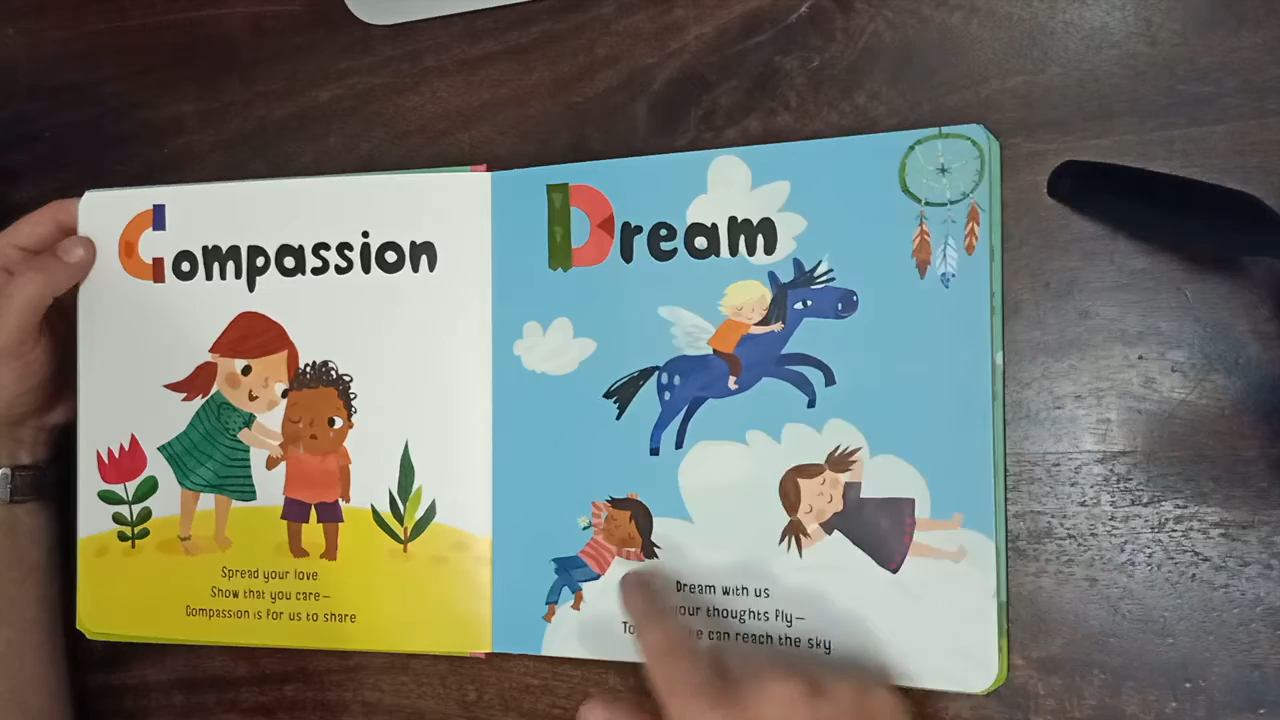 Compassion
Spread your love
Show that you care—
Compassion is for us to share
Dream
Dream with us
your thoughts fly—
can reach the sky